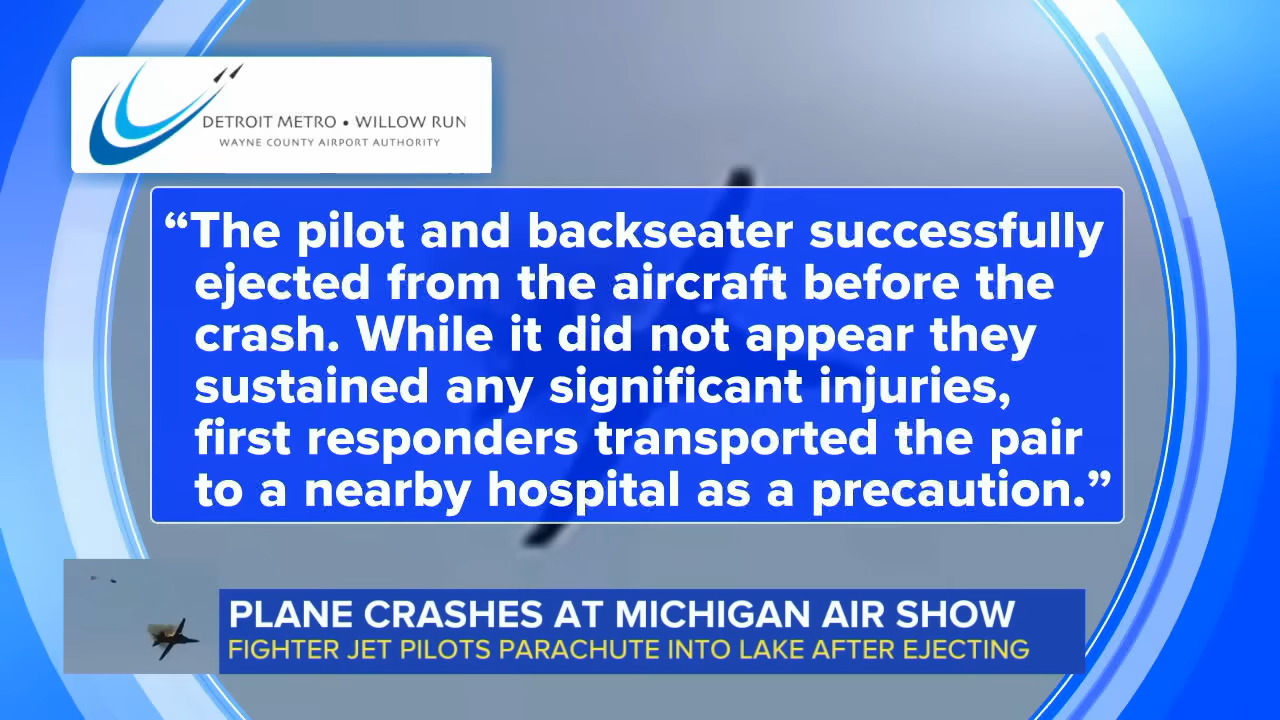 DETROIT METRO • WILLOW RUN
WAYNE COUNTY AIRPORT AUTHORITY
“The pilot and backseater successfully
ejected from the aircraft before the
crash. While it did not appear they
sustained any significant injuries,
first responders transported the pair
to a nearby hospital as a precaution.”
PLANE CRASHES AT MICHIGAN AIR SHOW
FIGHTER JET PILOTS PARACHUTE INTO LAKE AFTER EJECTING